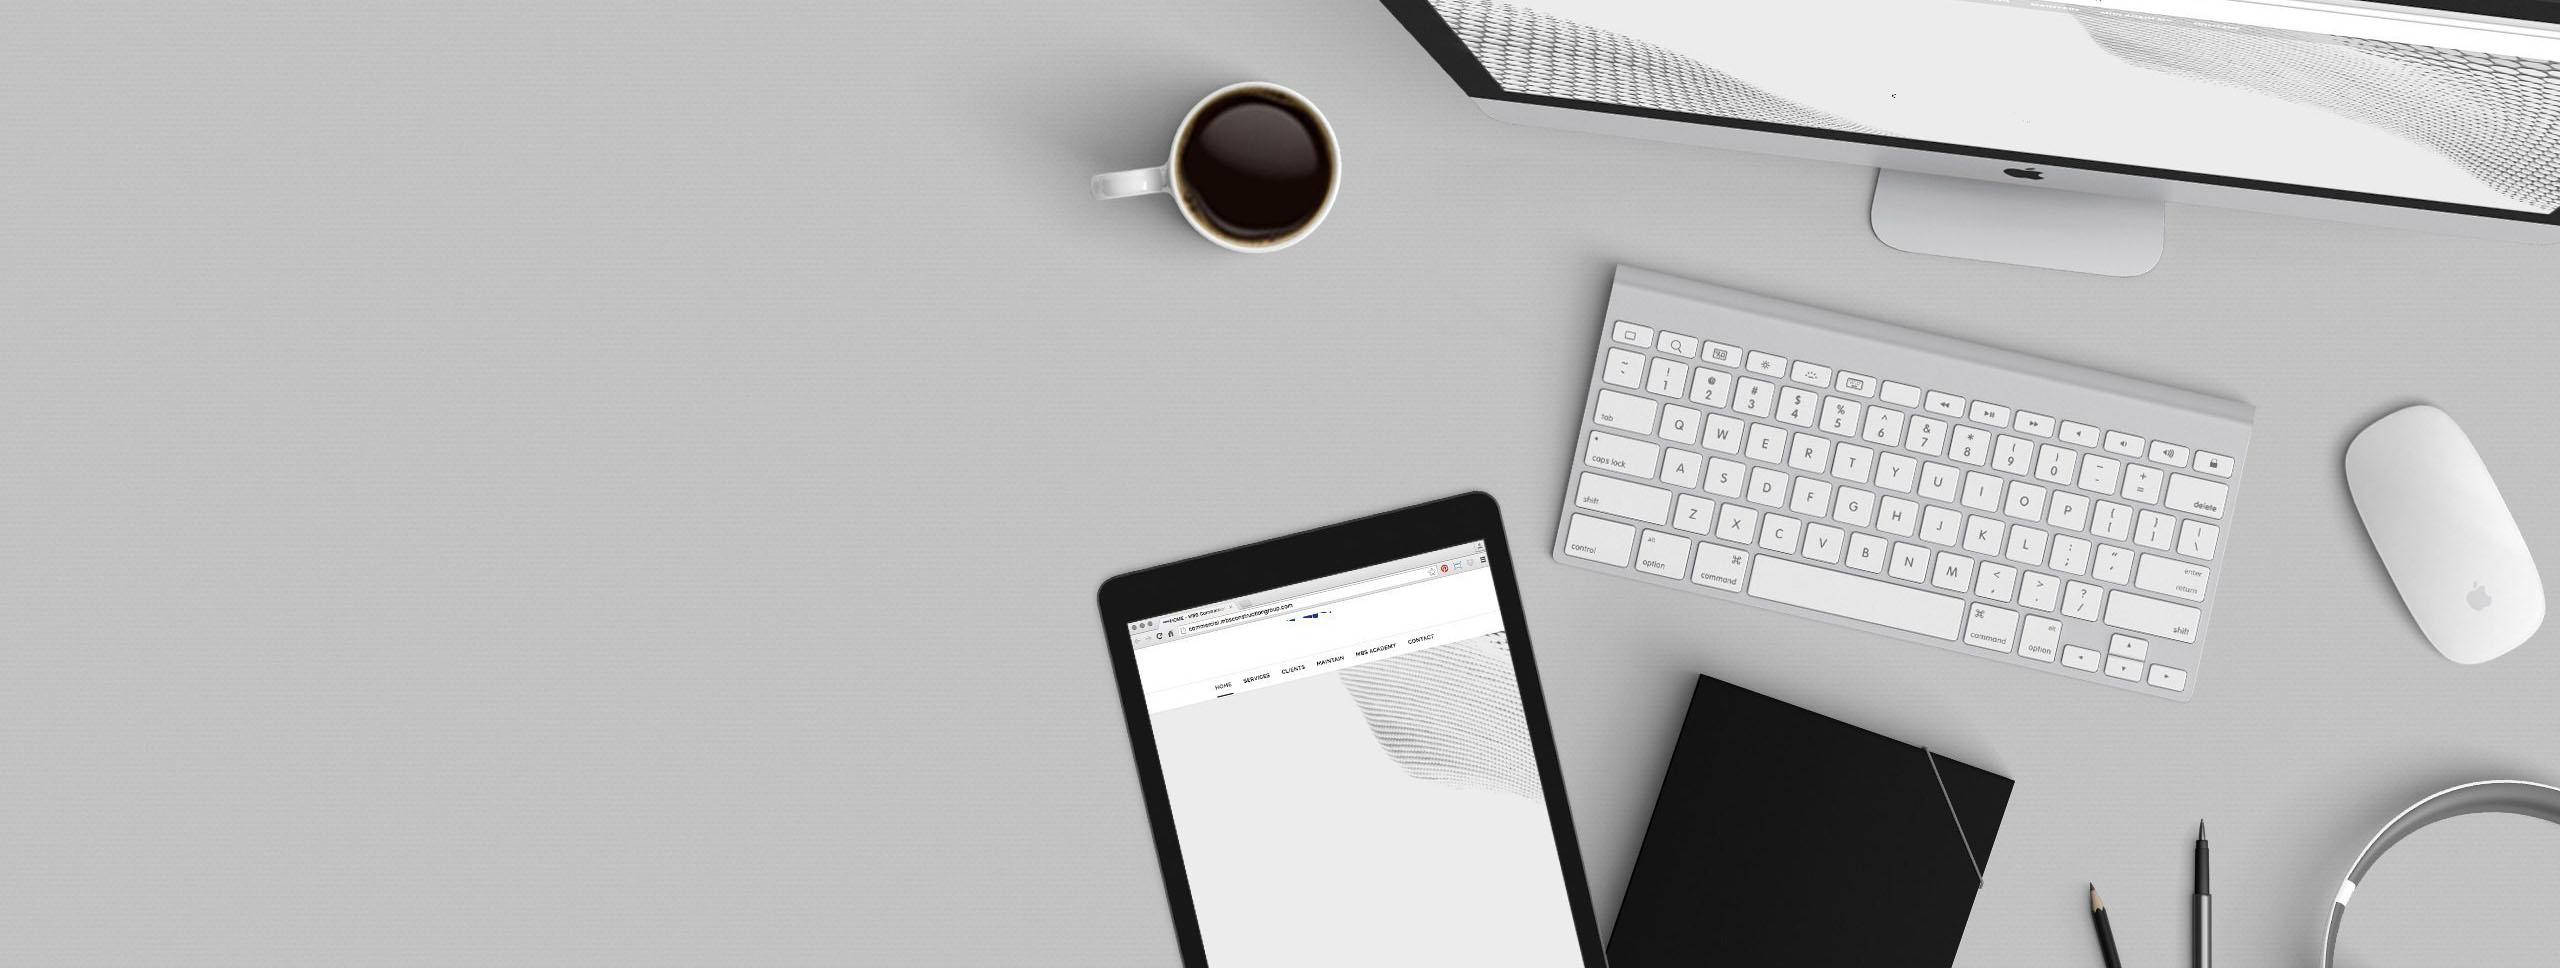 ~
! @ # $ % ^ & * ( ) - +
` 1 2 3 4 5 6 7 8 9 0 - = delete
tab Q W E R T Y U I O P { } |
[ ] \
caps lock A S D F G H J K L : " enter
; ' return
shift Z X C V B N M < > ? shift
, . /
alt ⌘ ⌘ alt
control option command command option
HOME - MBS Commercial
commercial.mbsconstructiongroup.com
HOME SERVICES CLIENTS MAINTAIN MBS ACADEMY CONTACT